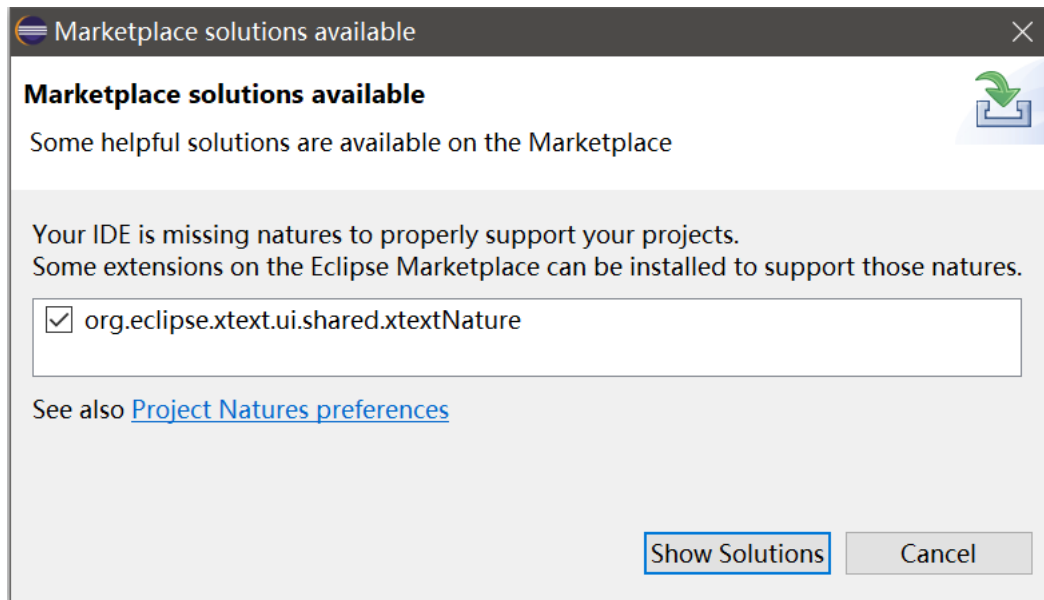 Marketplace solutions available
Marketplace solutions available
Some helpful solutions are available on the Marketplace
Your IDE is missing natures to properly support your projects.
Some extensions on the Eclipse Marketplace can be installed to support those natures.
org.eclipse.xtext.ui.shared.xtextNature
See also Project Natures preferences
Show Solutions
Cancel